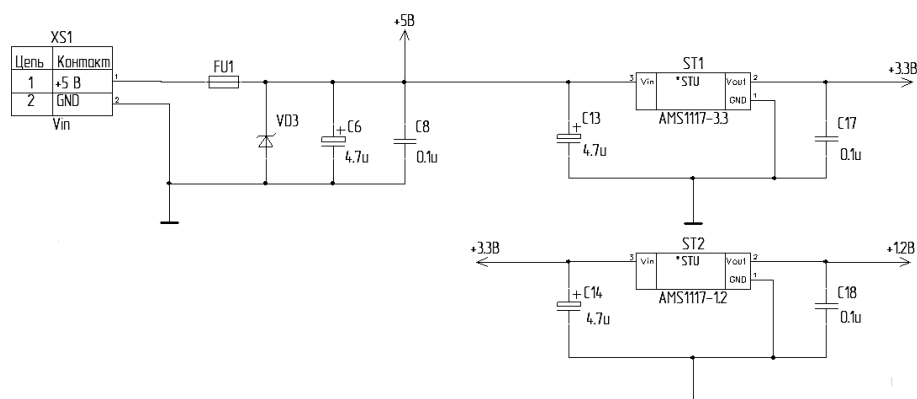 XS1
Цепь Контакт
1 +5 В
2 GND
Vin
1
2
FU1
+5В
VD3
+ C6
4.7u
C8
0.1u
ST1
3 Vin *STU Vout 2
GND 1
AMS1117-3.3
+3.3В
+ C13
4.7u
C17
0.1u
ST2
+3.3В
3 Vin *STU Vout 2
GND 1
AMS1117-1.2
+1.2В
+ C14
4.7u
C18
0.1u